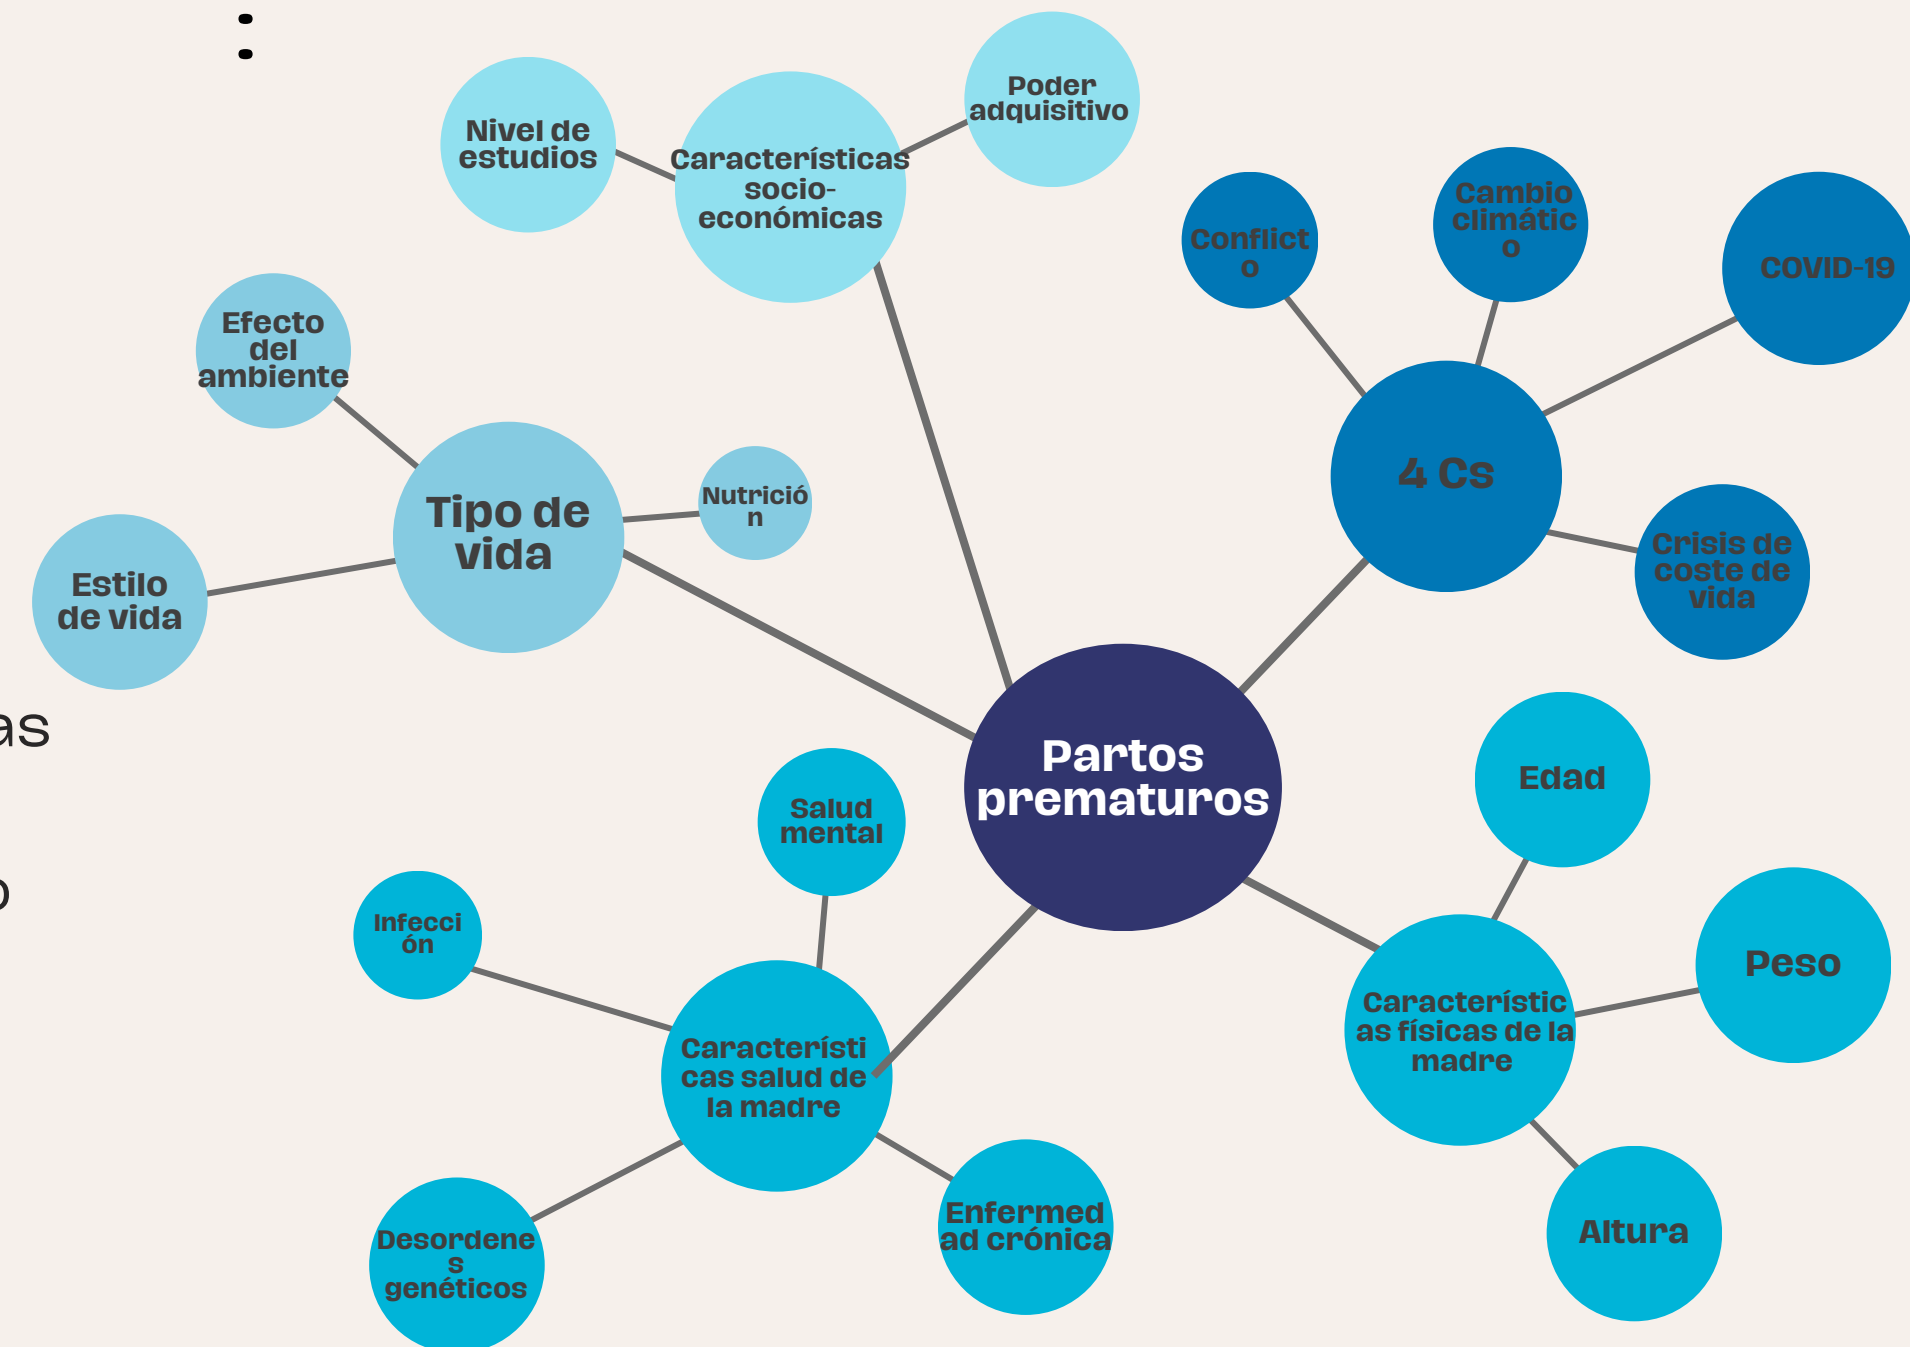 :
Nivel de
estudios
Características
socio-
económicas
Poder
adquisitivo
Conflict
o
Cambio
climátic
o
COVID-19
Efecto
del
ambiente
Tipo de
vida
Nutrició
n
Estilo
de vida
4 Cs
Crisis de
coste de
vida
as
o
Partos
prematuros
Edad
Peso
Característic
as físicas de la
madre
Altura
Salud
mental
Infecci
ón
Característi
cas salud de
la madre
Desordene
s
genéticos
Enfermed
ad crónica